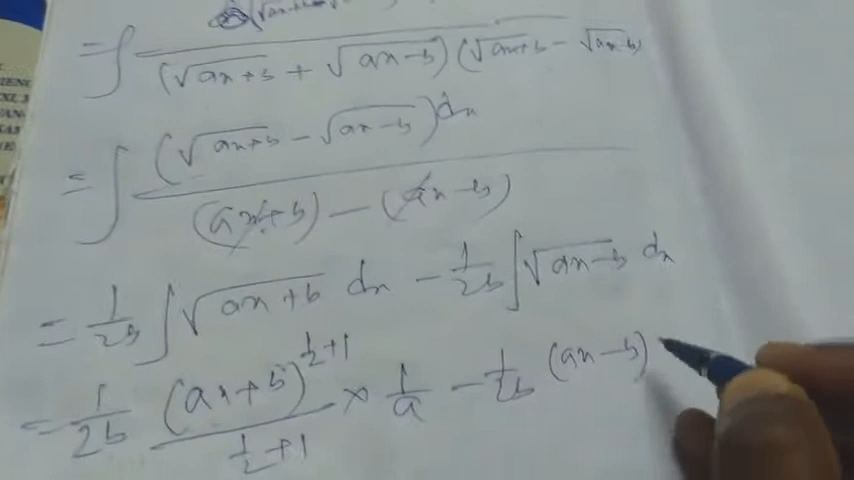 = ∫ / (√ax+b + √ax-b) (√ax+b - √ax-b)
= ∫ (√ax+b - √ax-b) dx / (ax+b) - (ax-b)
= 1/2b ∫ √ax+b dx - 1/2b ∫ √ax-b dx
= 1/2b (ax+b)^(1/2+1) / 1/2+1 × 1/a - 1/2b (ax-b)